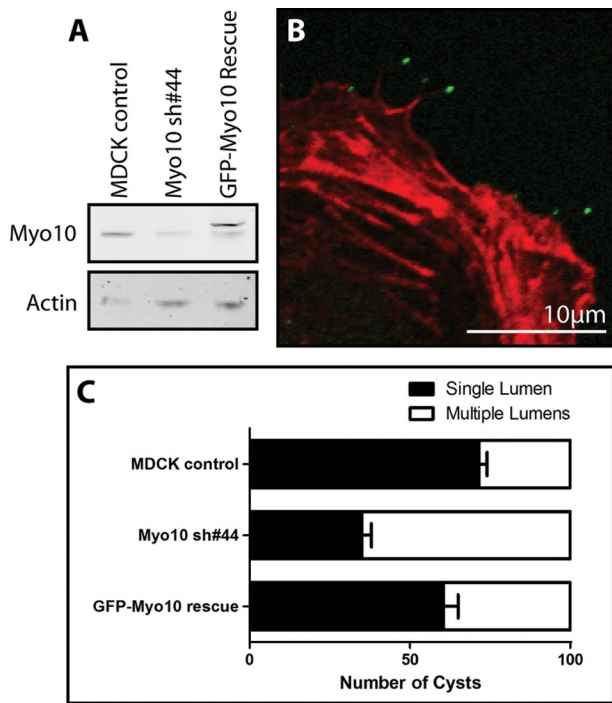 A
B
MDCK control
Myo10 sh#44
GFP-Myo10 Rescue
Myo10
Actin
10µm
C
Single Lumen
Multiple Lumens
MDCK control
Myo10 sh#44
GFP-Myo10 rescue
0
50
100
Number of Cysts